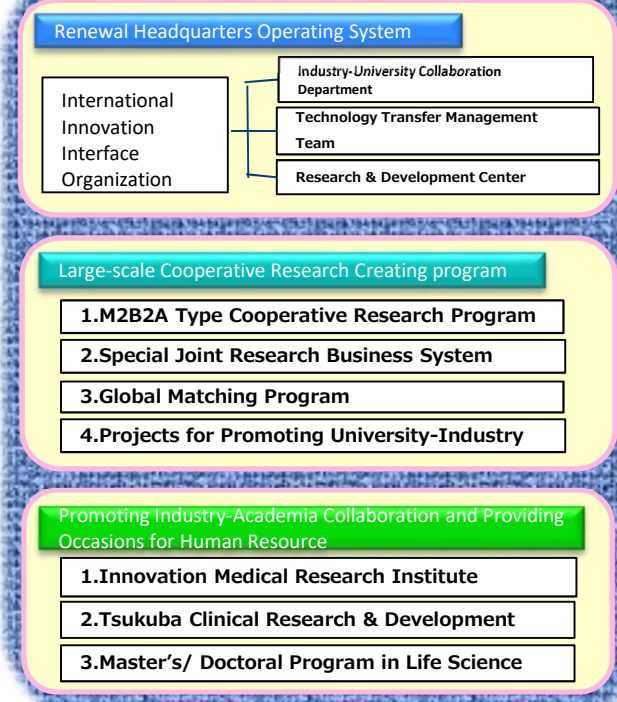 Renewal Headquarters Operating System
International
Innovation
Interface
Organization
Industry-University Collaboration
Department
Technology Transfer Management
Team
Research & Development Center
Large-scale Cooperative Research Creating program
1.M2B2A Type Cooperative Research Program
2.Special Joint Research Business System
3.Global Matching Program
4.Projects for Promoting University-Industry
Promoting Industry-Academia Collaboration and Providing
Occasions for Human Resource
1.Innovation Medical Research Institute
2.Tsukuba Clinical Research & Development
3.Master’s/ Doctoral Program in Life Science